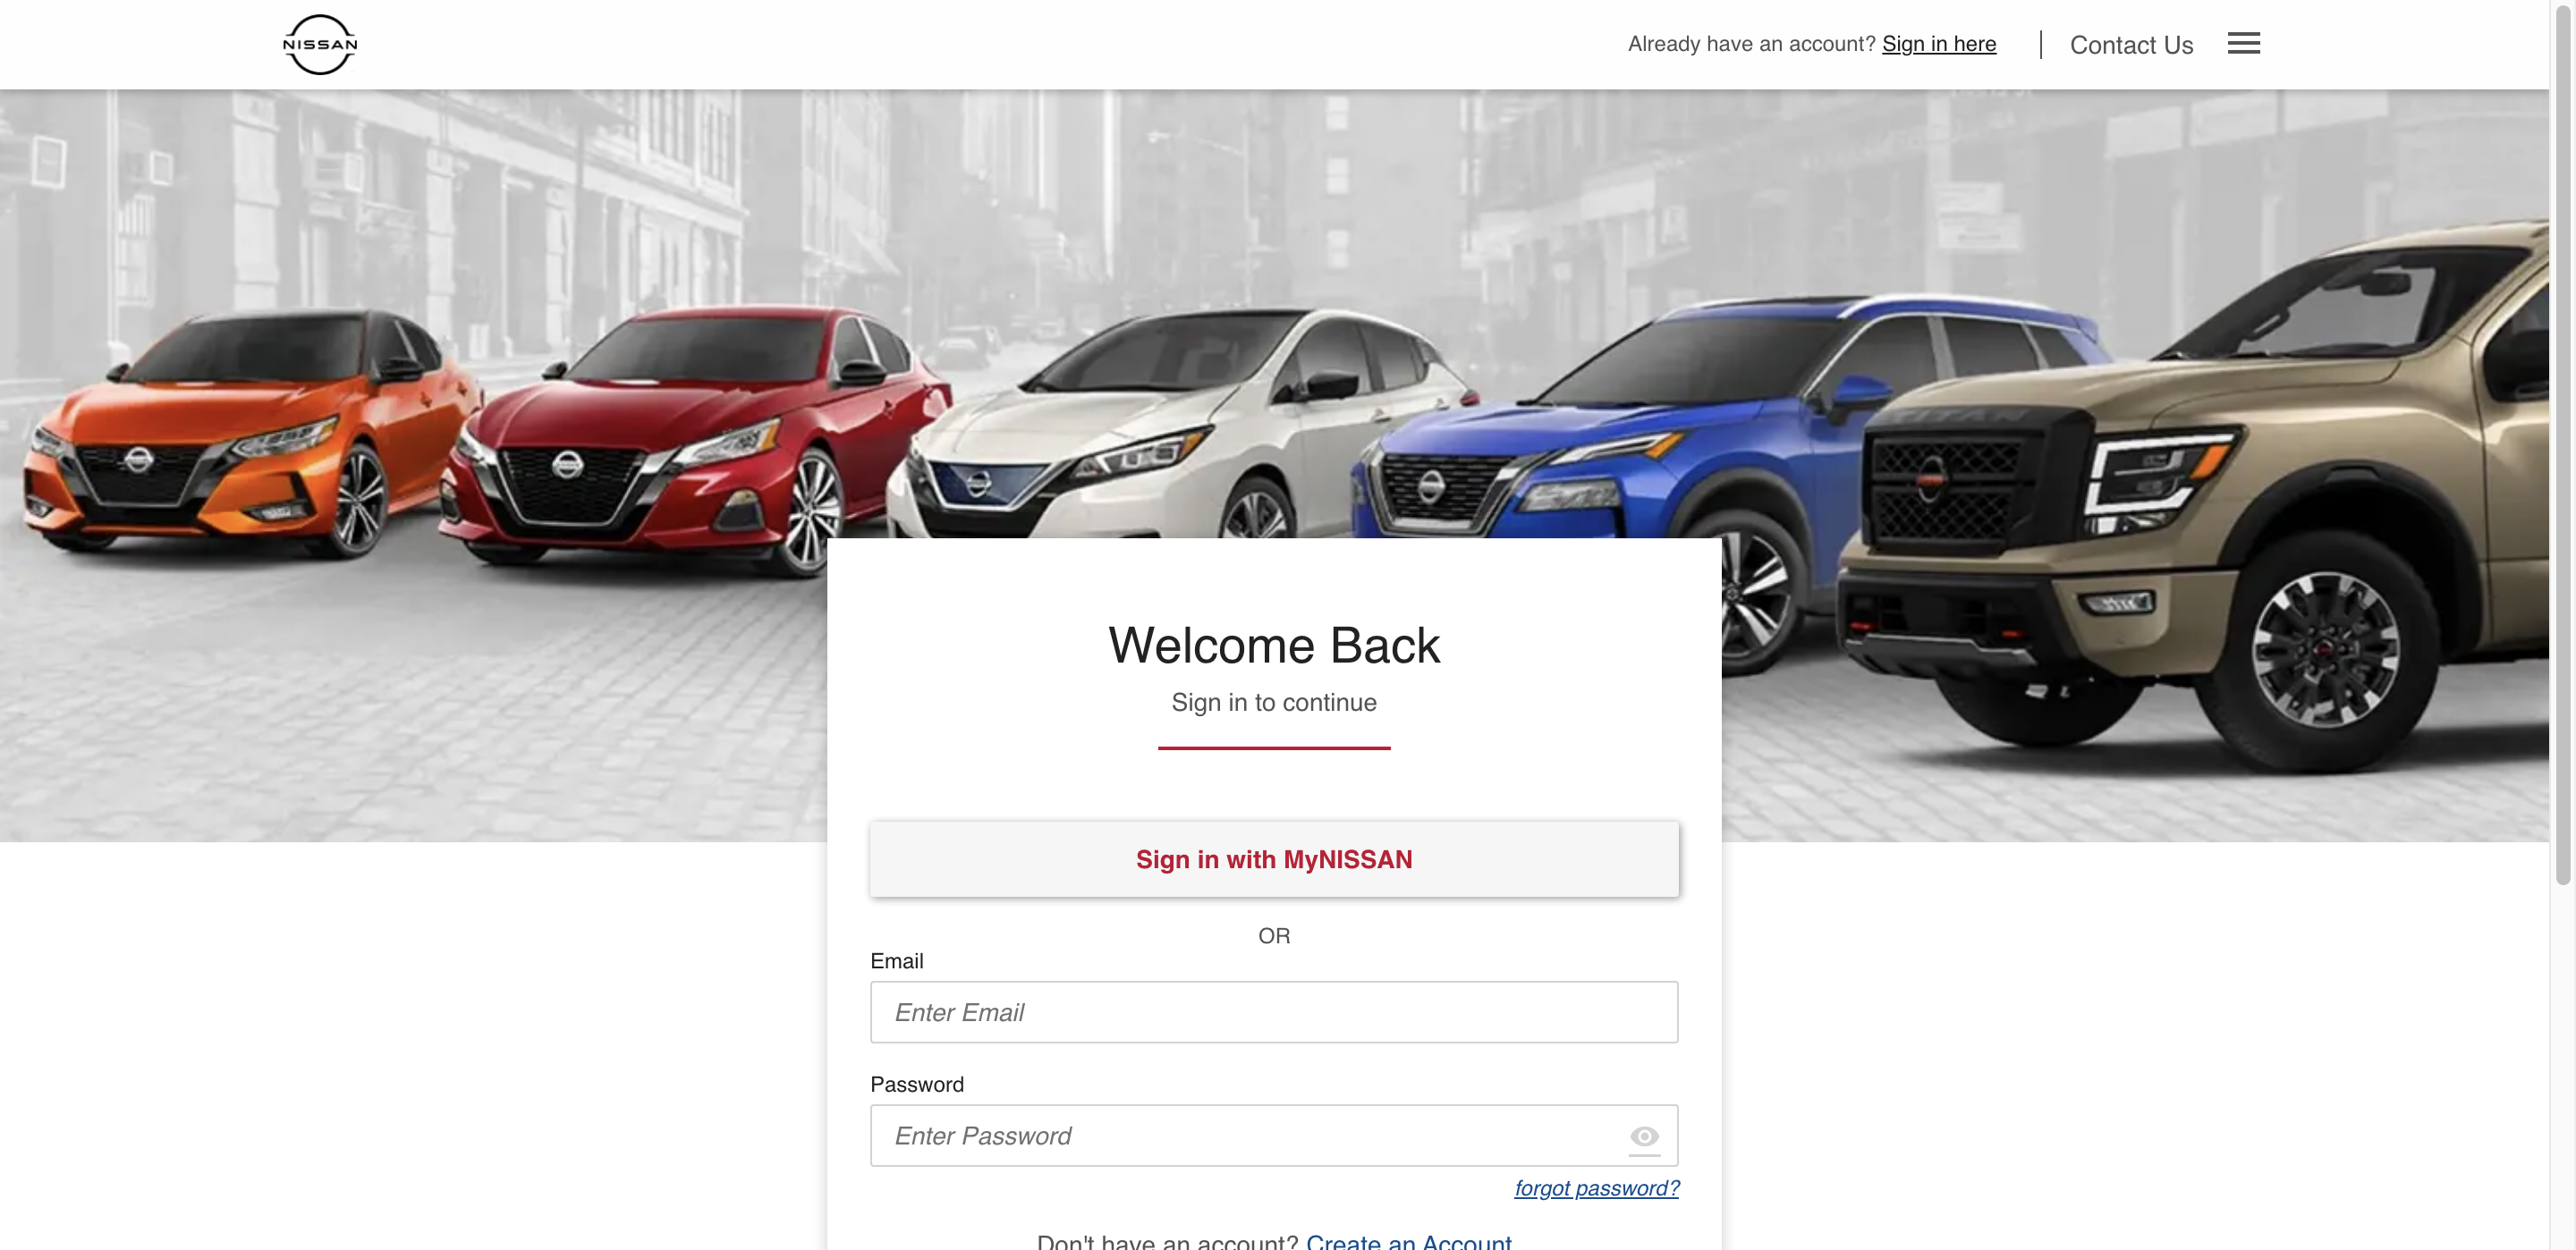 NISSAN
Already have an account? Sign in here
Contact Us
TITAN
Welcome Back
Sign in to continue
Sign in with MyNISSAN
OR
Email
Enter Email
Password
Enter Password
forgot password?
Don't have an account? Create an Account